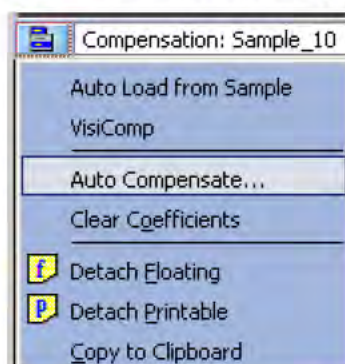 Compensation: Sample_10
Auto Load from Sample
VisiComp
Auto Compensate...
Clear Coefficients
f Detach Floating
P Detach Printable
Copy to Clipboard